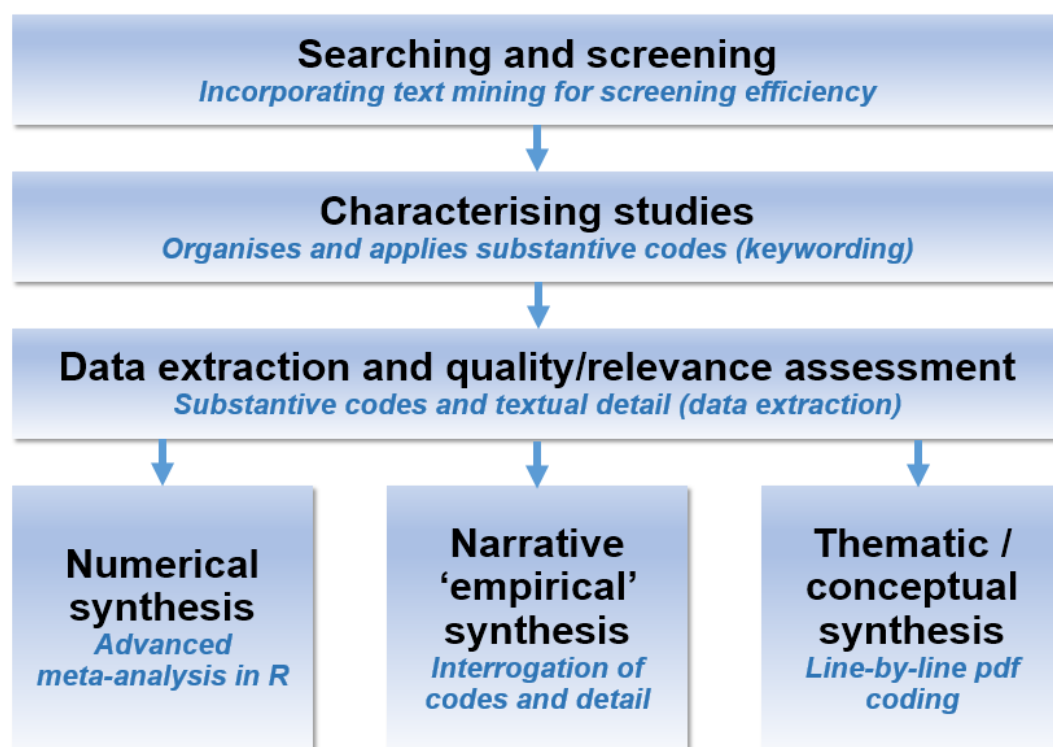 Searching and screening
Incorporating text mining for screening efficiency
Characterising studies
Organises and applies substantive codes (keywording)
Data extraction and quality/relevance assessment
Substantive codes and textual detail (data extraction)
Numerical
synthesis
Advanced
meta-analysis in R
Narrative
‘empirical’
synthesis
Interrogation of
codes and detail
Thematic /
conceptual
synthesis
Line-by-line pdf
coding